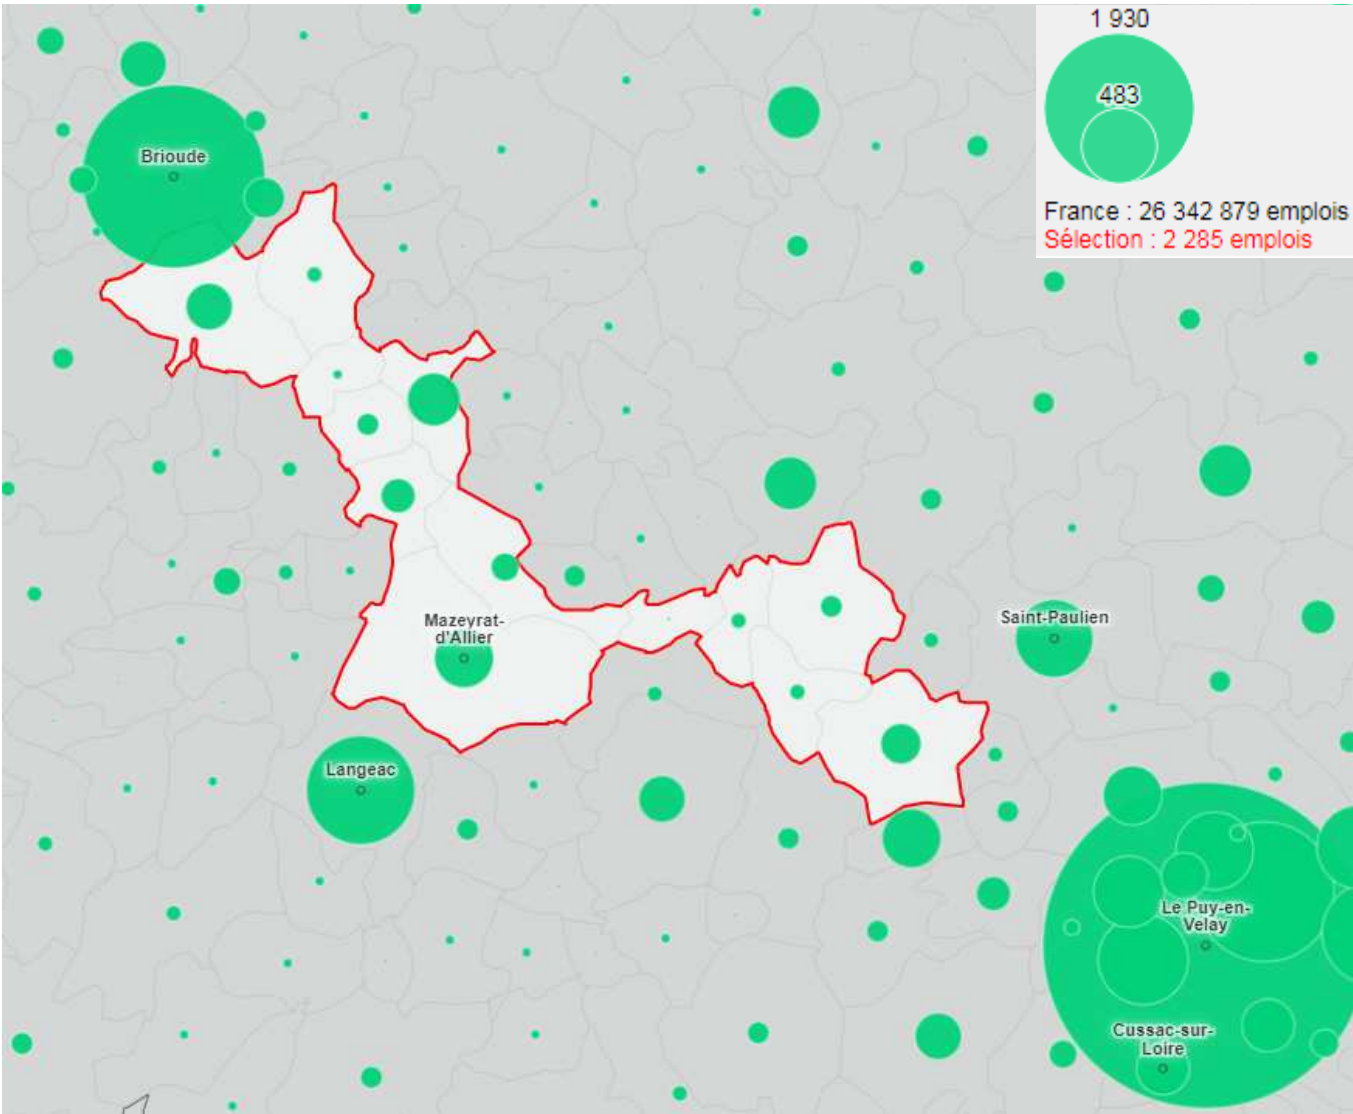 1 930
483
France : 26 342 879 emplois
Sélection : 2 285 emplois
Brioude
Mazeyrat-
d'Allier
Saint-Paulien
Langeac
Le Puy-en-
Velay
Cussac-sur-
Loire